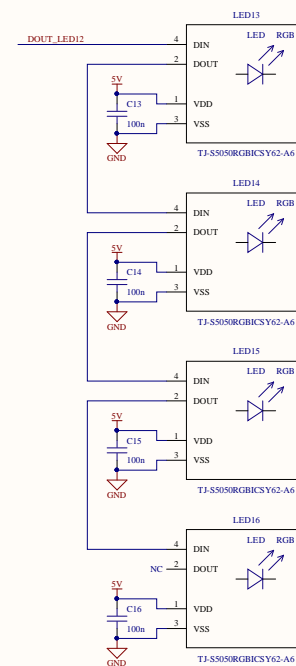 LED13
DOUT_LED12
4 DIN LED RGB
2 DOUT
5V
C13 1 VDD
100n 3 VSS
GND
TJ-S5050RGBICSY62-A6
LED14
4 DIN LED RGB
2 DOUT
5V
C14 1 VDD
100n 3 VSS
GND
TJ-S5050RGBICSY62-A6
LED15
4 DIN LED RGB
2 DOUT
5V
C15 1 VDD
100n 3 VSS
GND
TJ-S5050RGBICSY62-A6
LED16
4 DIN LED RGB
NC 2 DOUT
5V
C16 1 VDD
100n 3 VSS
GND
TJ-S5050RGBICSY62-A6